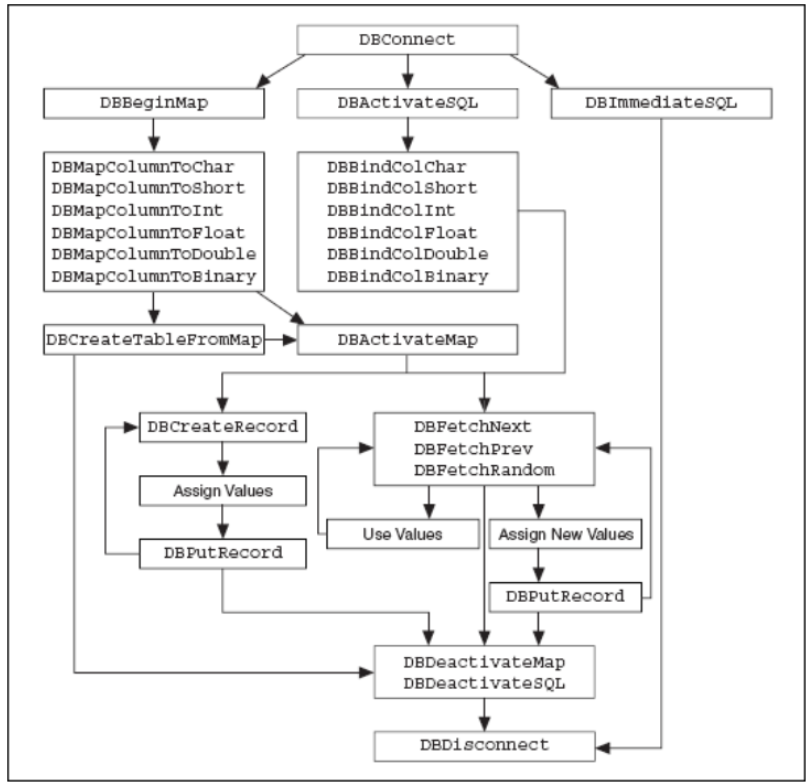 DBConnect
DBBeginMap
DBActivateSQL
DBImmediateSQL
DBMapColumnToChar
DBMapColumnToShort
DBMapColumnToInt
DBMapColumnToFloat
DBMapColumnToDouble
DBMapColumnToBinary
DBBindColChar
DBBindColShort
DBBindColInt
DBBindColFloat
DBBindColDouble
DBBindColBinary
DBCreateTableFromMap
DBActivateMap
DBCreateRecord
Assign Values
DBPutRecord
DBFetchNext
DBFetchPrev
DBFetchRandom
Use Values
Assign New Values
DBPutRecord
DBDeactivateMap
DBDeactivateSQL
DBDisconnect